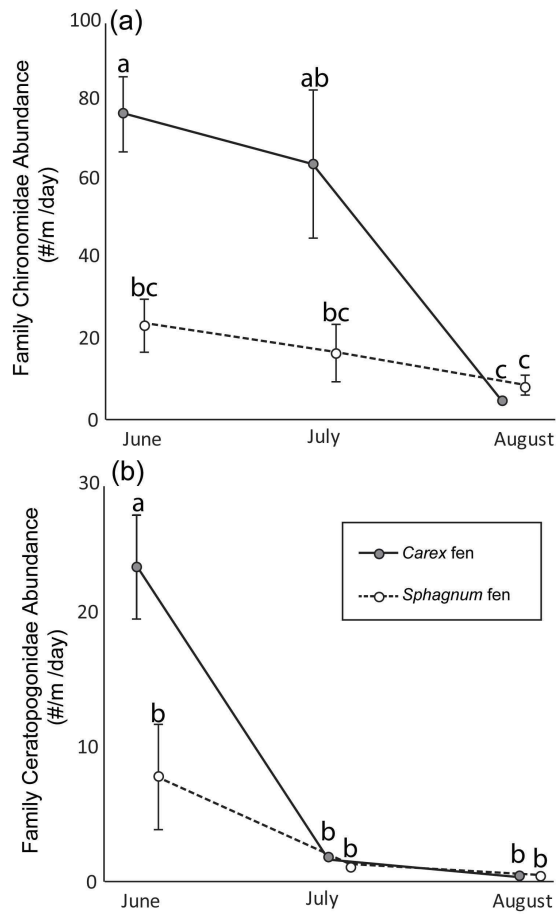 (a)
100
80
60
40
20
0
Family Chironomidae Abundance
(#/m /day)
a
ab
bc
bc
c
c
June
July
August
(b)
30
20
10
0
Family Ceratopogonidae Abundance
(#/m /day)
a
b
b
b
b
b
Carex fen
Sphagnum fen
June
July
August